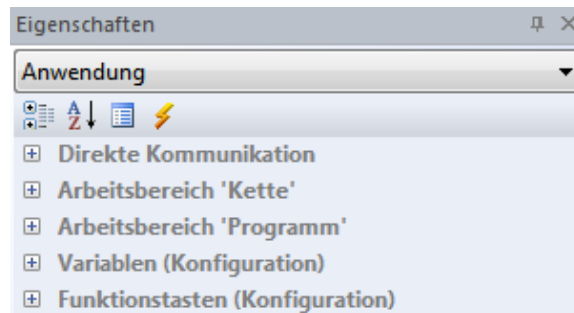 Eigenschaften
Anwendung
Direkte Kommunikation
Arbeitsbereich 'Kette'
Arbeitsbereich 'Programm'
Variablen (Konfiguration)
Funktionstasten (Konfiguration)